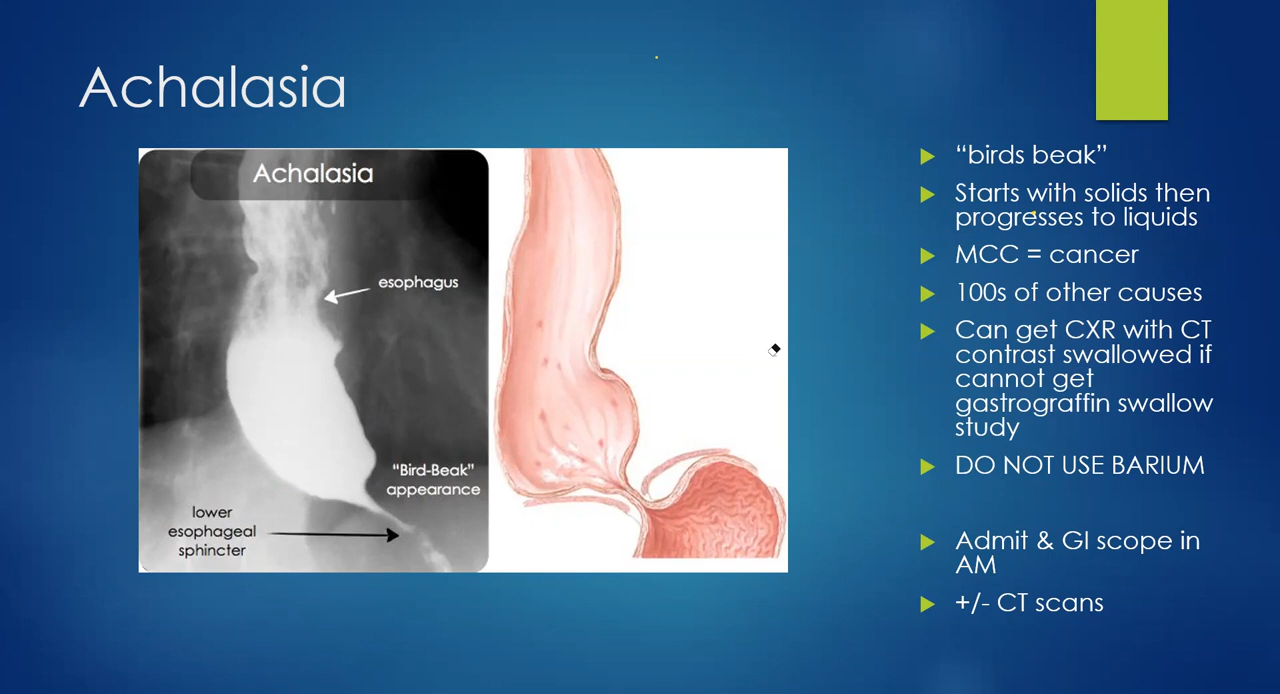 Achalasia
Achalasia
esophagus
“Bird-Beak”
appearance
lower
esophageal
sphincter
“birds beak”
Starts with solids then
progresses to liquids
MCC = cancer
100s of other causes
Can get CXR with CT
contrast swallowed if
cannot get
gastrograffin swallow
study
DO NOT USE BARIUM
Admit & GI scope in
AM
+/- CT scans